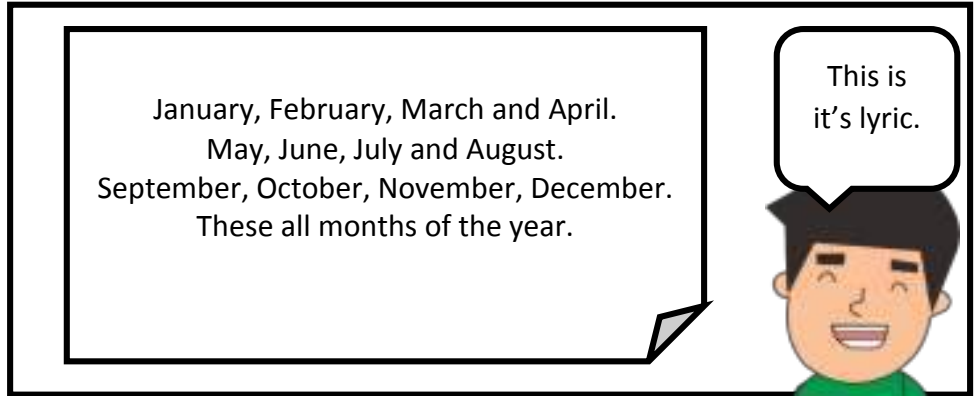 January, February, March and April.
May, June, July and August.
September, October, November, December.
These all months of the year.
This is
it’s lyric.